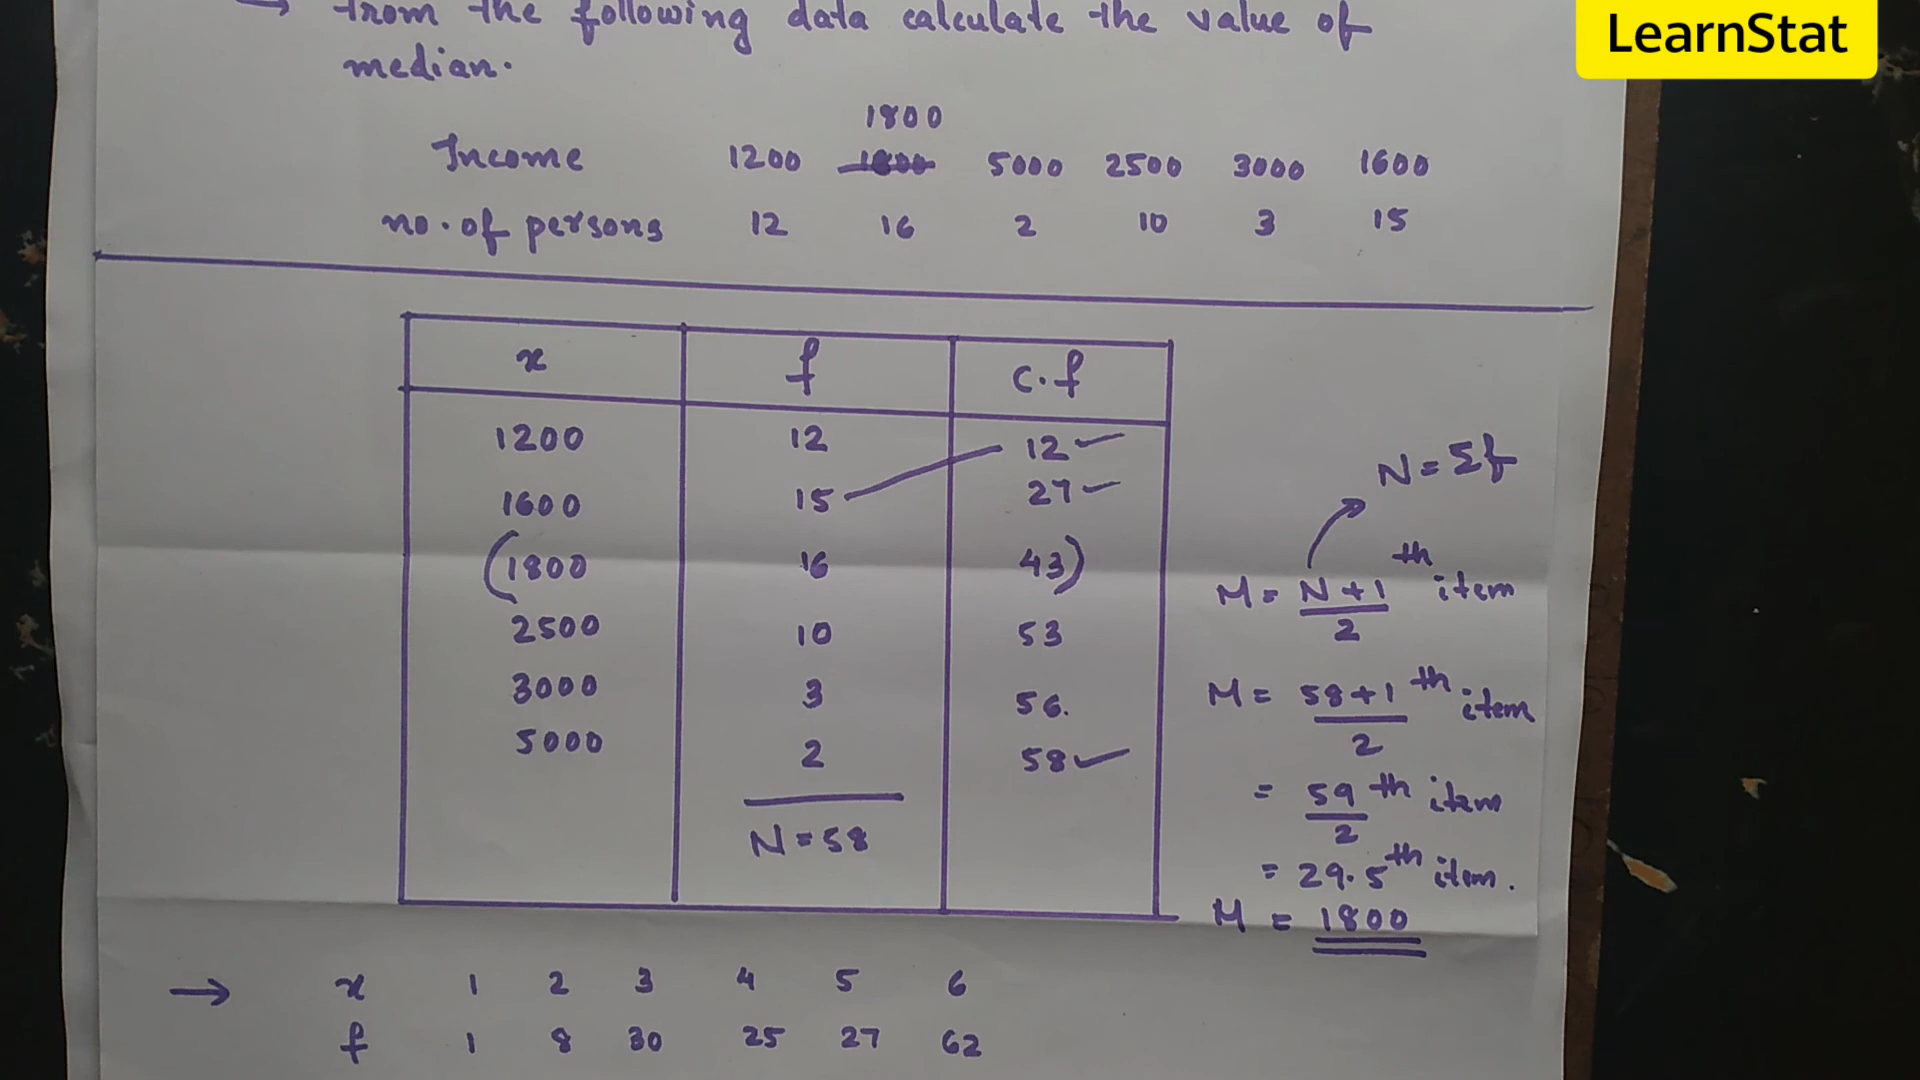 LearnStat
→ from the following data calculate the value of
median.
1800
Income 1200 5000 2500 3000 1600
no. of persons 12 16 2 10 3 15
x f c.f
1200 12 12
1600 15 27
(1800 16 43)
2500 10 53
3000 3 56.
5000 2 58
N = 58
N = Σf
M = N+1/2 th item
M = 58+1/2 th item
= 59/2 th item
= 29.5th item.
M = 1800
→ x 1 2 3 4 5 6
f 1 8 30 25 27 62